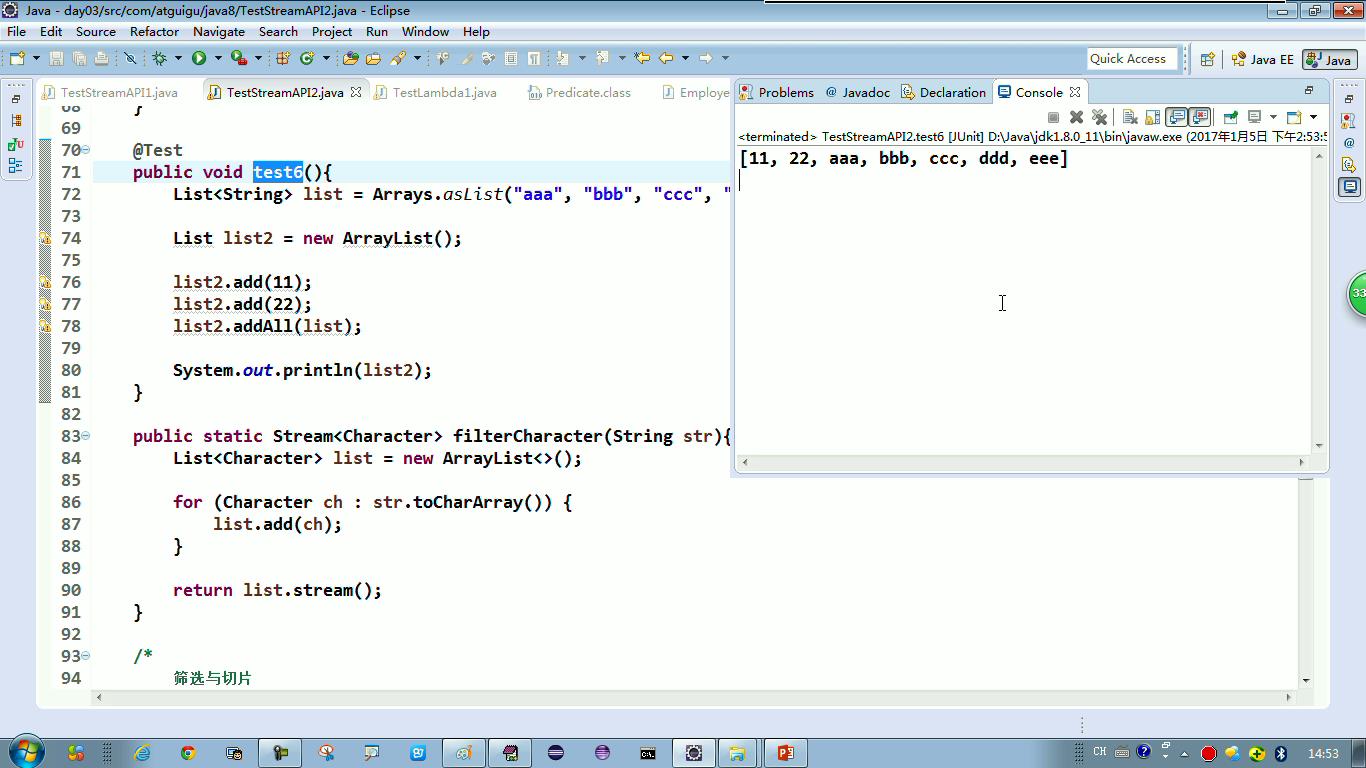 Java - day03/src/com/atguigu/java8/TestStreamAPI2.java - Eclipse
File Edit Source Refactor Navigate Search Project Run Window Help
Quick Access Java EE Java
TestStreamAPI1.java TestStreamAPI2.java TestLambda1.java Predicate.class Employe
Problems Javadoc Declaration Console
<terminated> TestStreamAPI2.test6 [JUnit] D:\Java\jdk1.8.0_11\bin\javaw.exe (2017年1月5日 下午2:53:5
[11, 22, aaa, bbb, ccc, ddd, eee]
68 }
69
70 @Test
71 public void test6(){
72 List<String> list = Arrays.asList("aaa", "bbb", "ccc", "
73
74 List list2 = new ArrayList();
75
76 list2.add(11);
77 list2.add(22);
78 list2.addAll(list);
79
80 System.out.println(list2);
81 }
82
83 public static Stream<Character> filterCharacter(String str){
84 List<Character> list = new ArrayList<>();
85
86 for (Character ch : str.toCharArray()) {
87 list.add(ch);
88 }
89
90 return list.stream();
91 }
92
93 /*
94 筛选与切片
33
CH 14:53